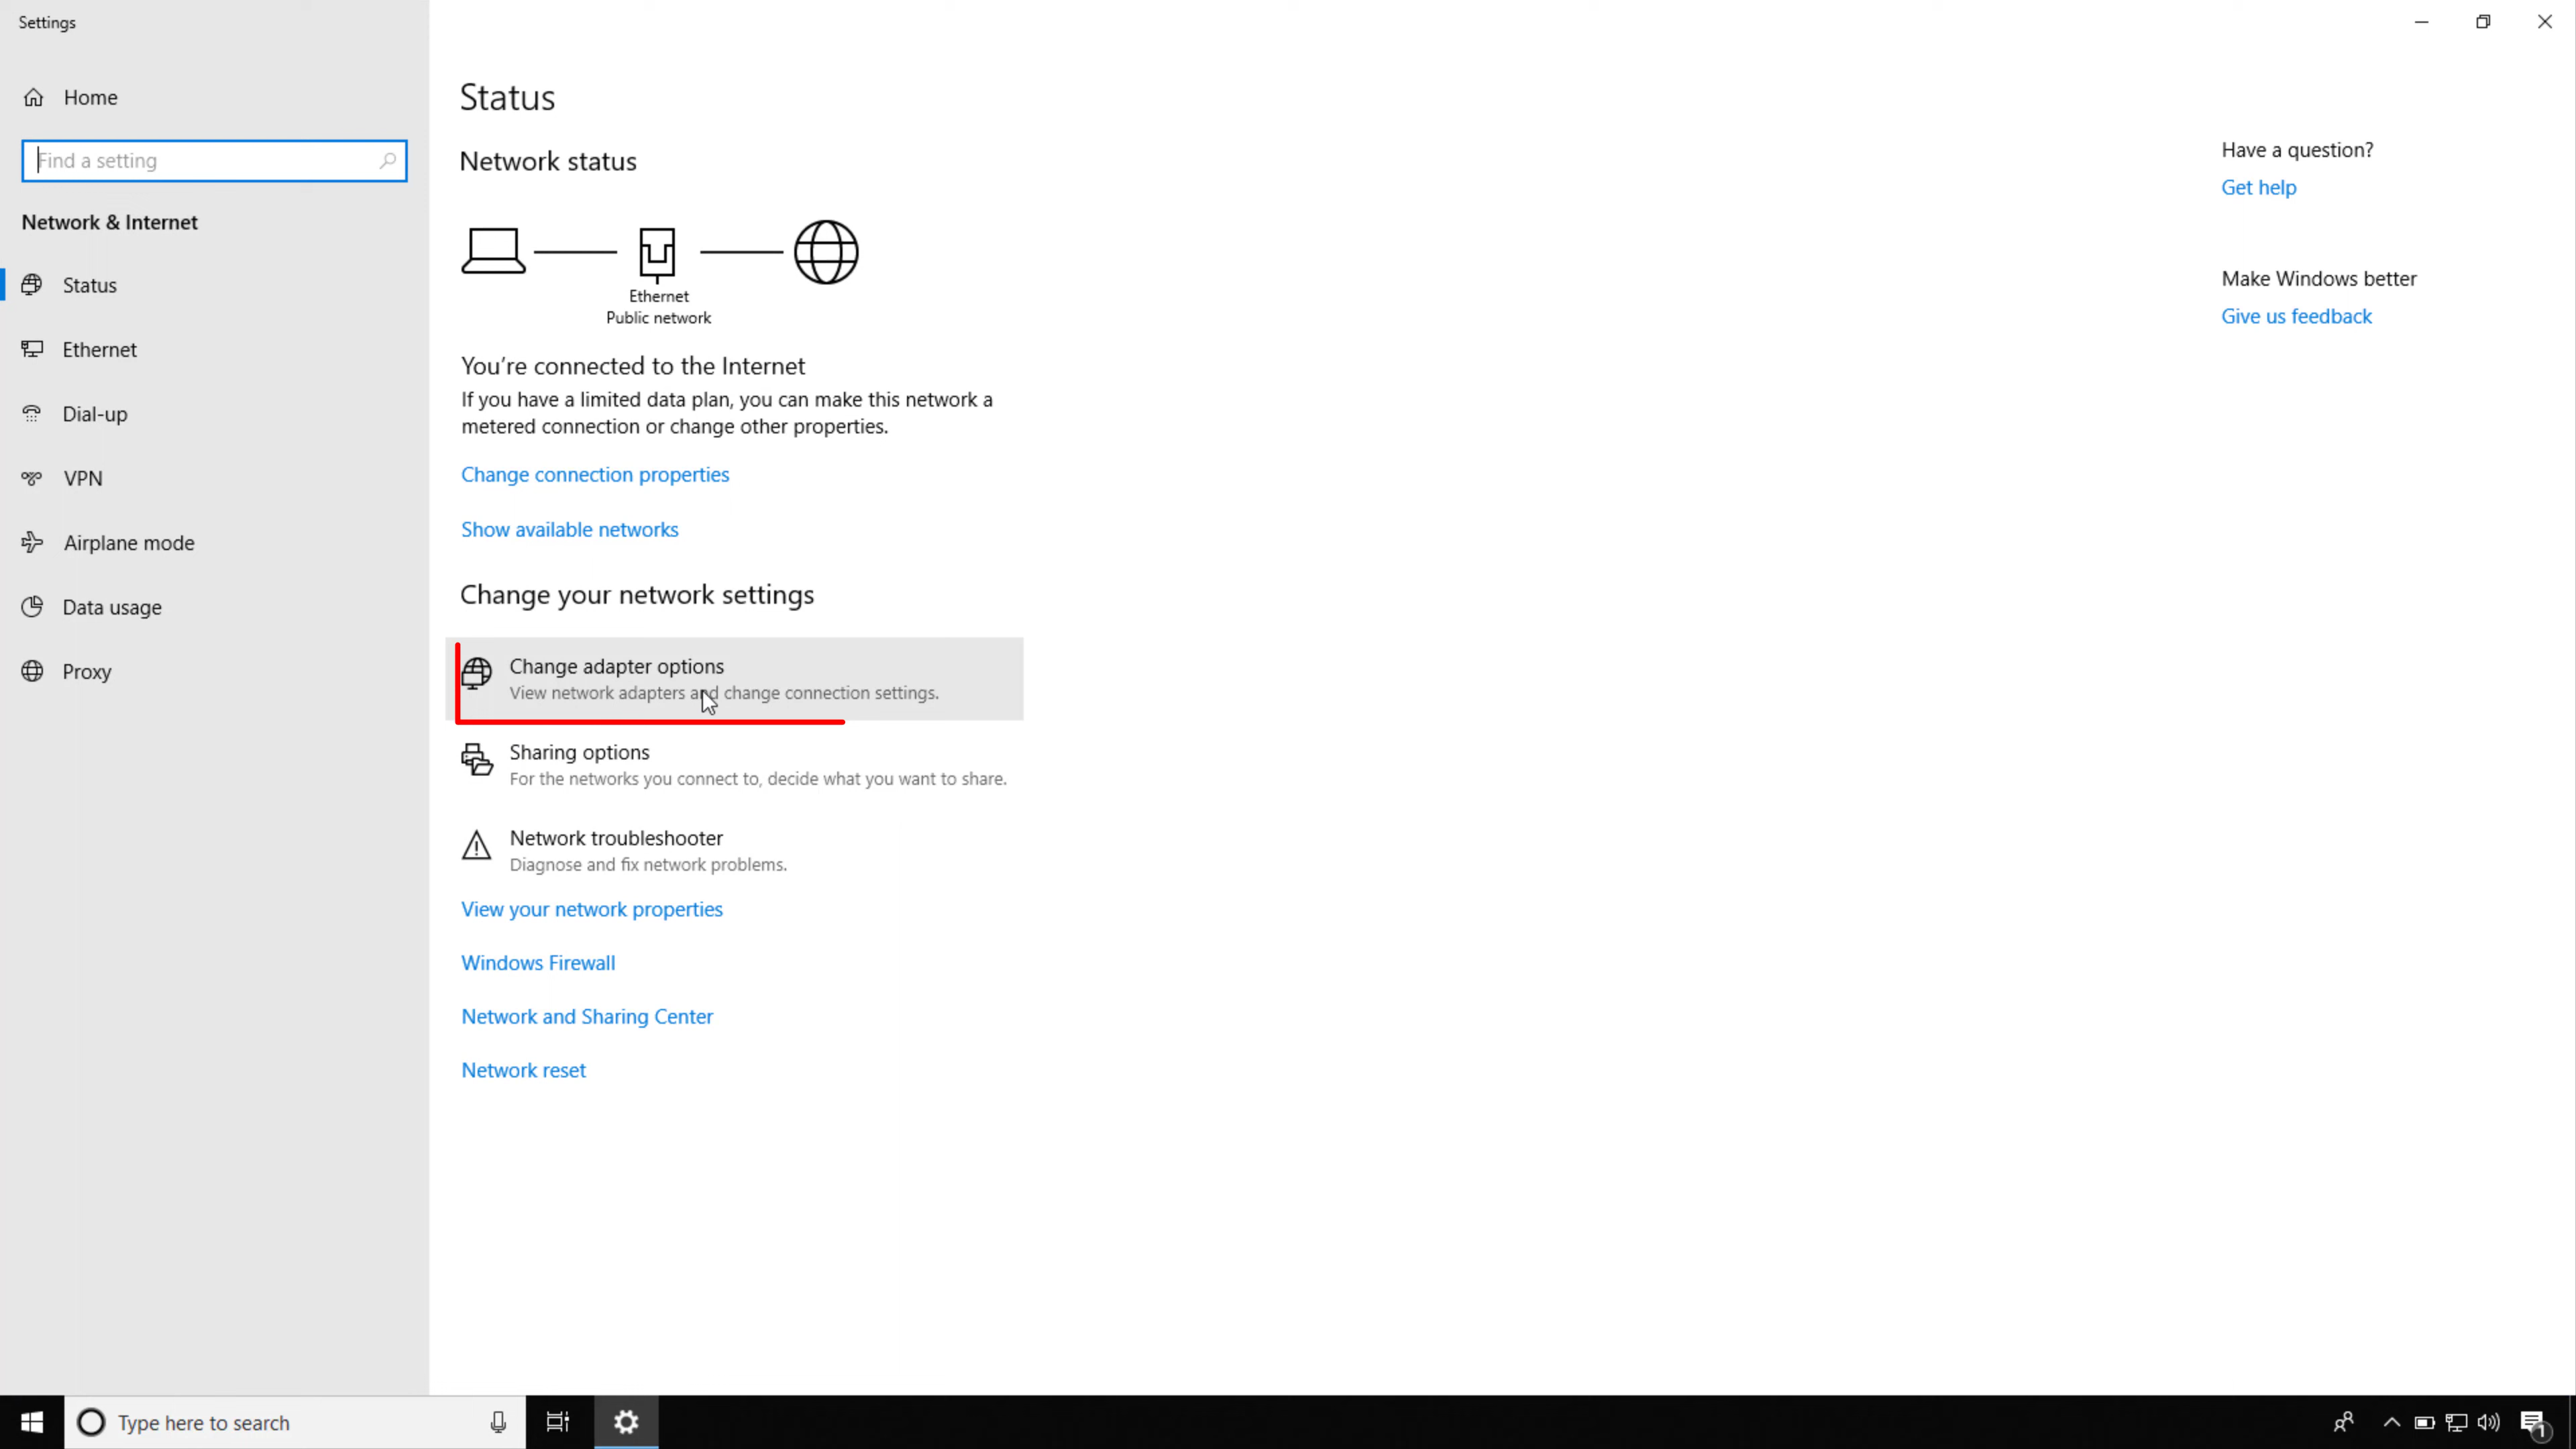 Settings
Home
Find a setting
Network & Internet
Status
Ethernet
Dial-up
VPN
Airplane mode
Data usage
Proxy
Status
Network status
Ethernet
Public network
You're connected to the Internet
If you have a limited data plan, you can make this network a
metered connection or change other properties.
Change connection properties
Show available networks
Change your network settings
Change adapter options
View network adapters and change connection settings.
Sharing options
For the networks you connect to, decide what you want to share.
Network troubleshooter
Diagnose and fix network problems.
View your network properties
Windows Firewall
Network and Sharing Center
Network reset
Have a question?
Get help
Make Windows better
Give us feedback
Type here to search
1